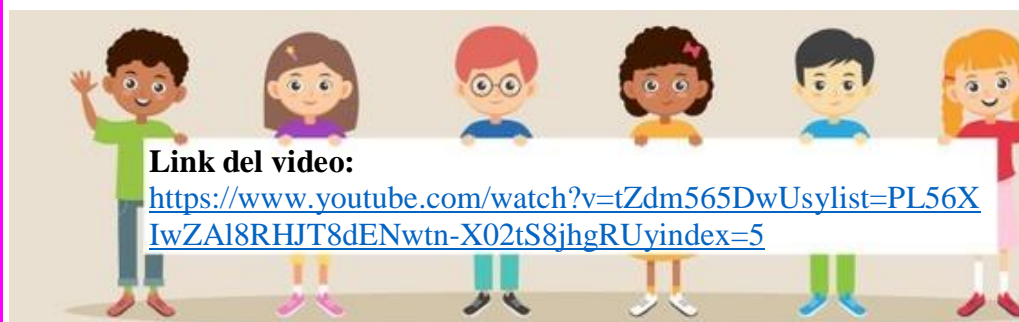 Link del video:
https://www.youtube.com/watch?v=tZdm565DwUsylist=PL56X
IwZAl8RHJT8dENwtn-X02tS8jhgRUyindex=5